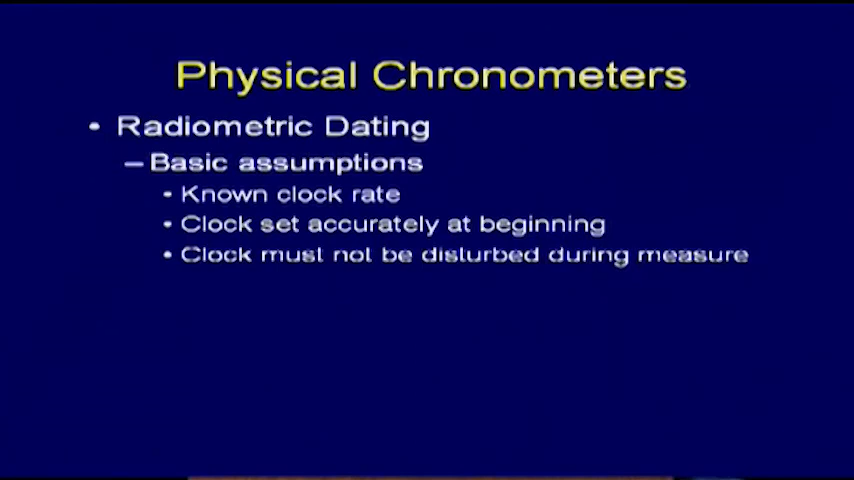 Physical Chronometers
• Radiometric Dating
– Basic assumptions
• Known clock rate
• Clock set accurately at beginning
• Clock must not be disturbed during measure